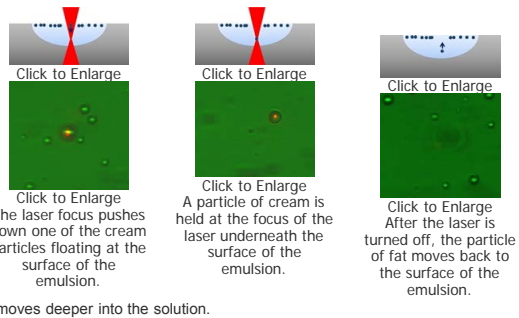 Click to Enlarge
Click to Enlarge
he laser focus pushes
own one of the cream
articles floating at the
surface of the
emulsion.
Click to Enlarge
Click to Enlarge
A particle of cream is
held at the focus of the
laser underneath the
surface of the
emulsion.
Click to Enlarge
Click to Enlarge
After the laser is
turned off, the particle
of fat moves back to
the surface of the
emulsion.
moves deeper into the solution.